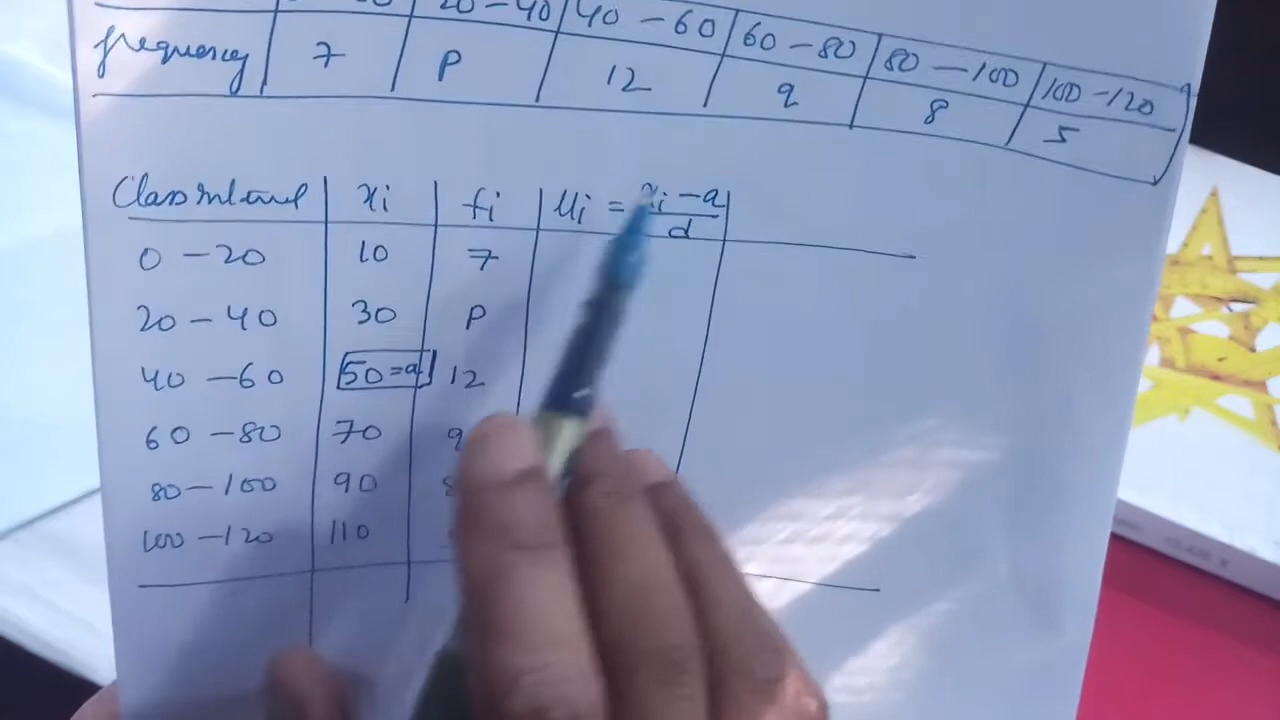 20-40 40-60 60-80 80-100 100-120
frequency 7 P 12 q 8 5
Class Interval xi fi ui = xi-a/d
0-20 10 7
20-40 30 P
40-60 50=a 12
60-80 70 q
80-100 90
100-120 110